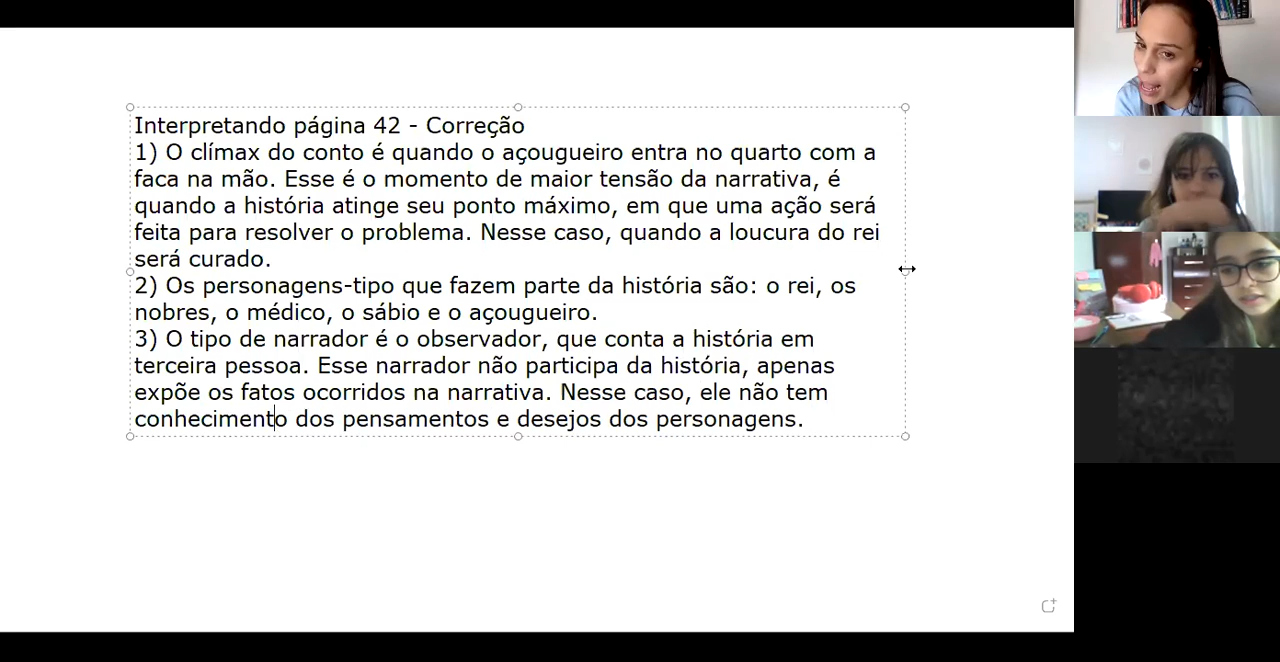 Interpretando página 42 - Correção
1) O clímax do conto é quando o açougueiro entra no quarto com a
faca na mão. Esse é o momento de maior tensão da narrativa, é
quando a história atinge seu ponto máximo, em que uma ação será
feita para resolver o problema. Nesse caso, quando a loucura do rei
será curado.
2) Os personagens-tipo que fazem parte da história são: o rei, os
nobres, o médico, o sábio e o açougueiro.
3) O tipo de narrador é o observador, que conta a história em
terceira pessoa. Esse narrador não participa da história, apenas
expõe os fatos ocorridos na narrativa. Nesse caso, ele não tem
conhecimento dos pensamentos e desejos dos personagens.